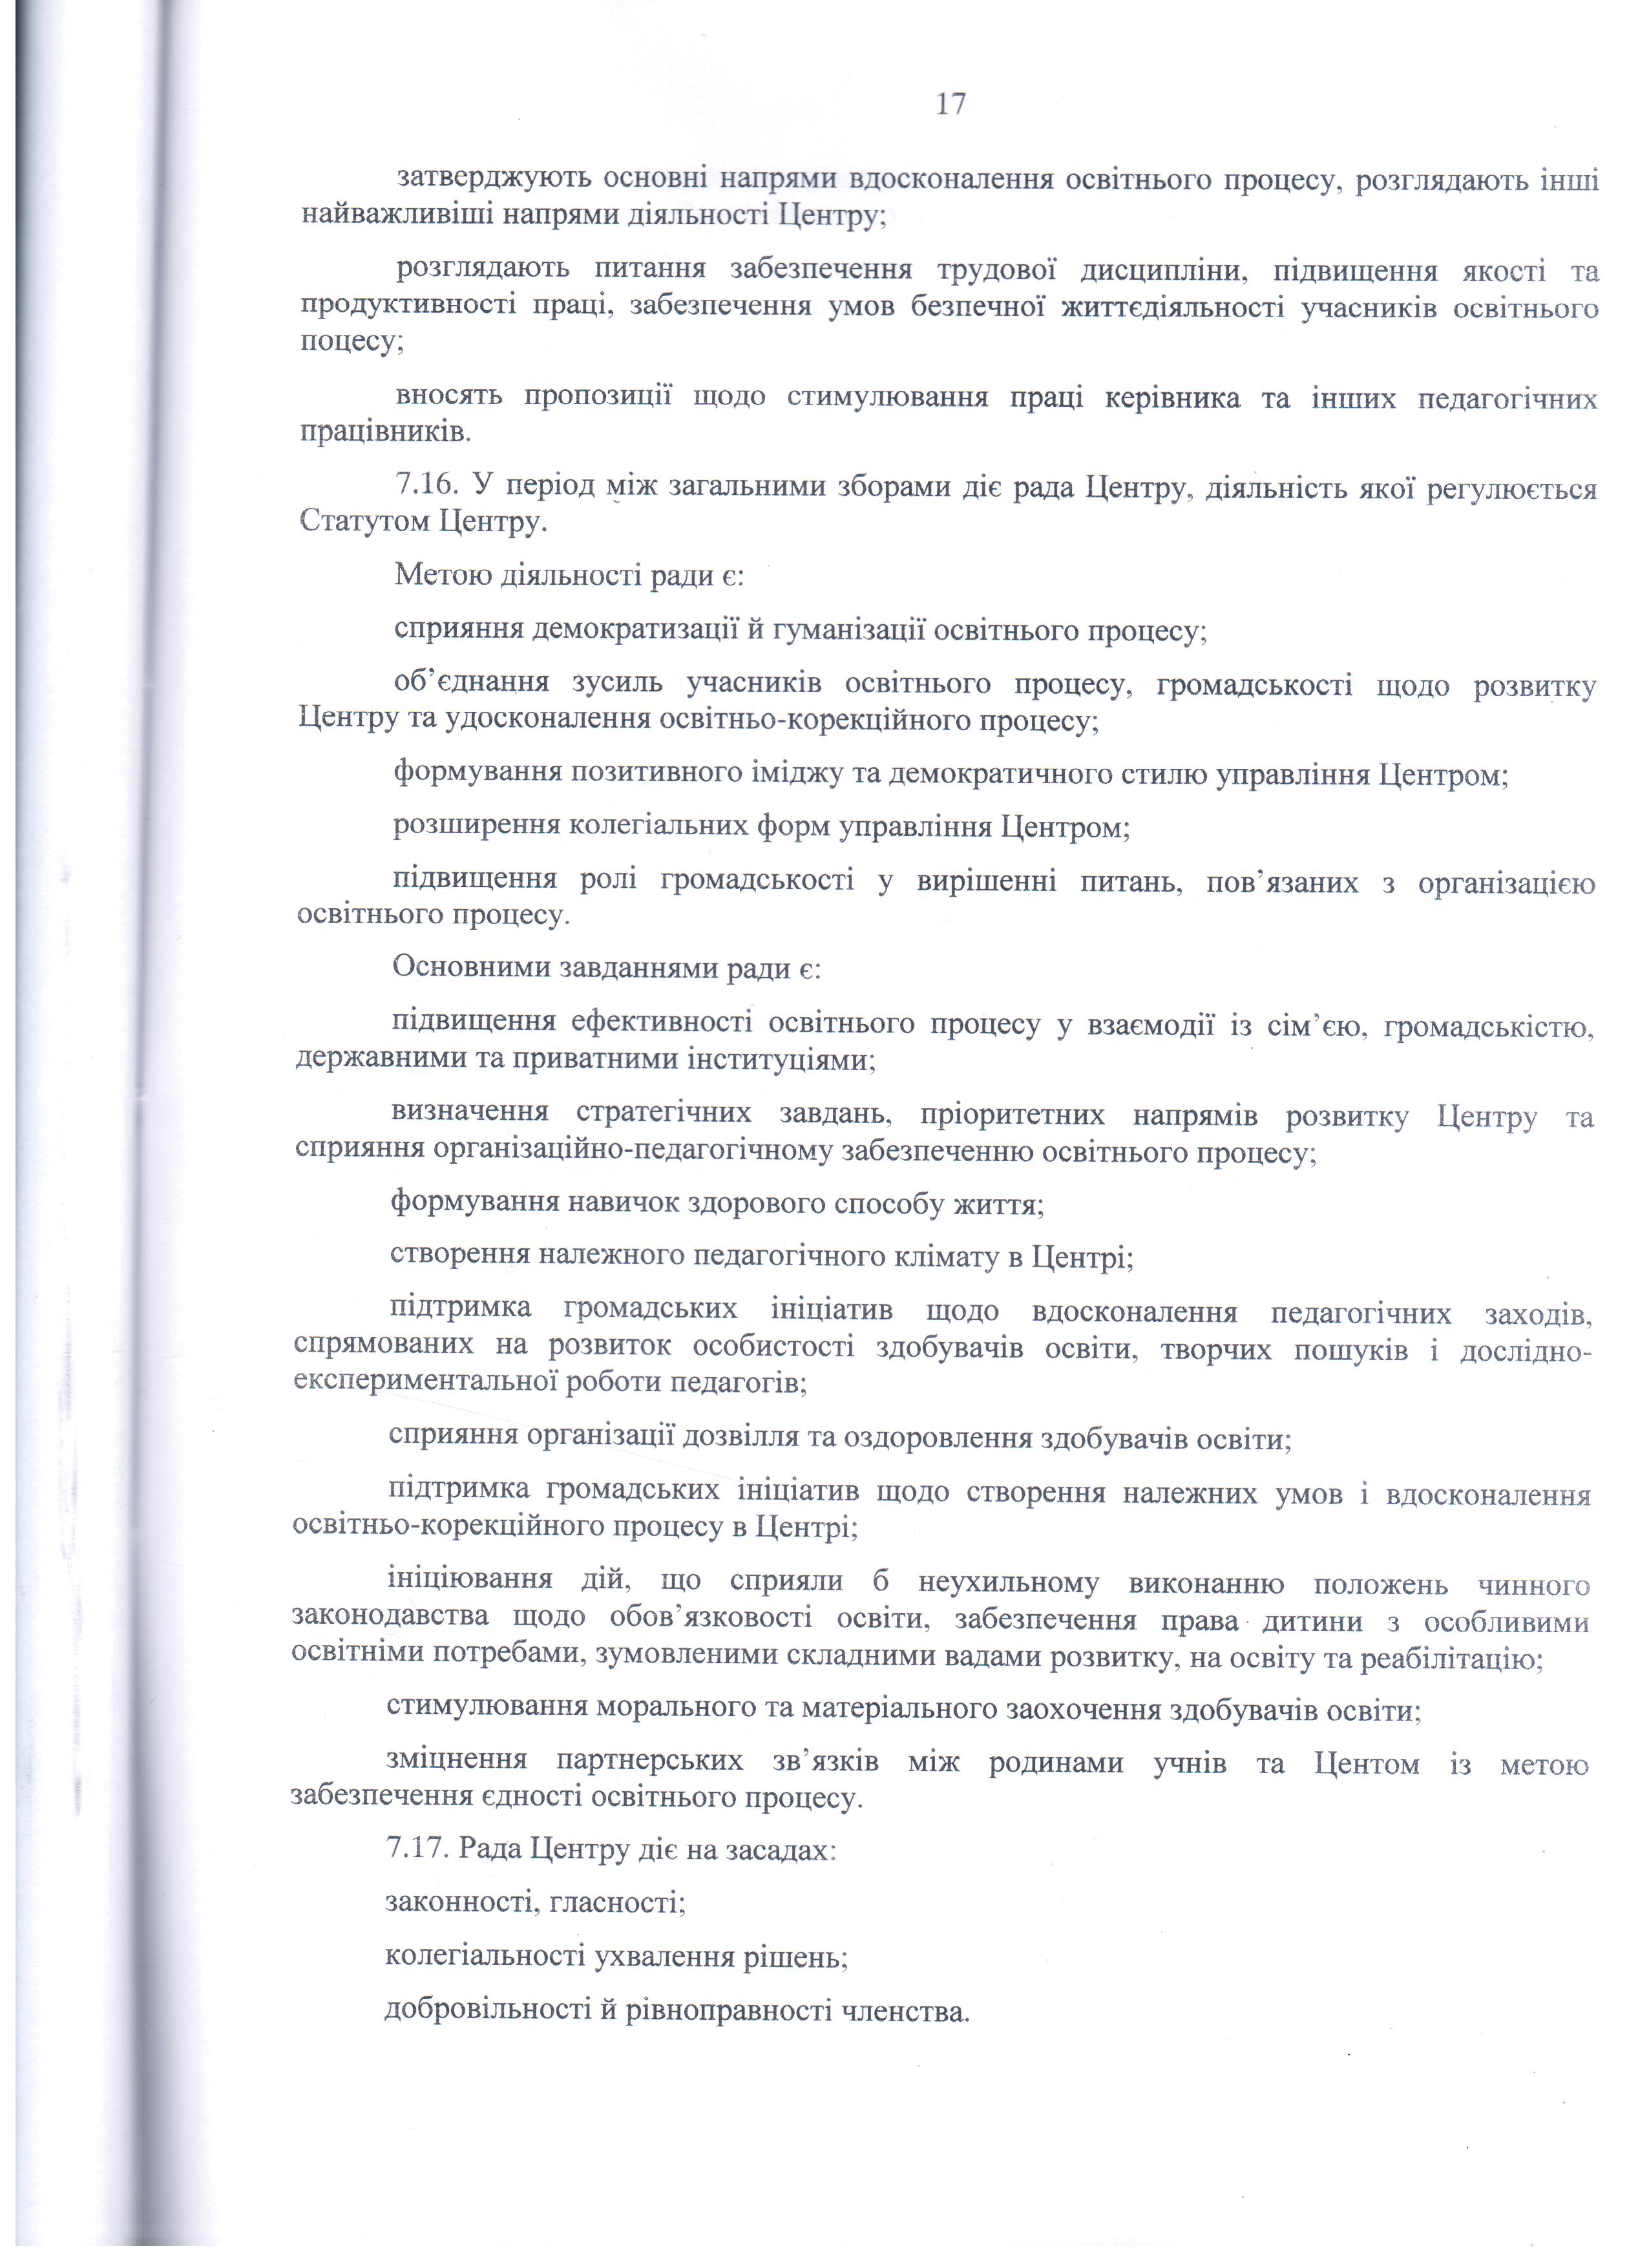 17
затверджують основні напрями вдосконалення освітнього процесу, розглядають інші
найважливіші напрями діяльності Центру;
розглядають питання забезпечення трудової дисципліни, підвищення якості та
продуктивності праці, забезпечення умов безпечної життєдіяльності учасників освітнього
поцесу;
вносять пропозиції щодо стимулювання праці керівника та інших педагогічних
працівників.
7.16. У період між загальними зборами діє рада Центру, діяльність якої регулюється
Статутом Центру.
Метою діяльності ради є:
сприяння демократизації й гуманізації освітнього процесу;
об’єднання зусиль учасників освітнього процесу, громадськості щодо розвитку
Центру та удосконалення освітньо-корекційного процесу;
формування позитивного іміджу та демократичного стилю управління Центром;
розширення колегіальних форм управління Центром;
підвищення ролі громадськості у вирішенні питань, пов’язаних з організацією
освітнього процесу.
Основними завданнями ради є:
підвищення ефективності освітнього процесу у взаємодії із сім’єю, громадськістю,
державними та приватними інституціями;
визначення стратегічних завдань, пріоритетних напрямів розвитку Центру та
сприяння організаційно-педагогічному забезпеченню освітнього процесу;
формування навичок здорового способу життя;
створення належного педагогічного клімату в Центрі;
підтримка громадських ініціатив щодо вдосконалення педагогічних заходів,
спрямованих на розвиток особистості здобувачів освіти, творчих пошуків і дослідно-
експериментальної роботи педагогів;
сприяння організації дозвілля та оздоровлення здобувачів освіти;
підтримка громадських ініціатив щодо створення належних умов і вдосконалення
освітньо-корекційного процесу в Центрі;
ініціювання дій, що сприяли б неухильному виконанню положень чинного
законодавства щодо обов’язковості освіти, забезпечення права дитини з особливими
освітніми потребами, зумовленими складними вадами розвитку, на освіту та реабілітацію;
стимулювання морального та матеріального заохочення здобувачів освіти;
зміцнення партнерських зв’язків між родинами учнів та Центом із метою
забезпечення єдності освітнього процесу.
7.17. Рада Центру діє на засадах:
законності, гласності;
колегіальності ухвалення рішень;
добровільності й рівноправності членства.